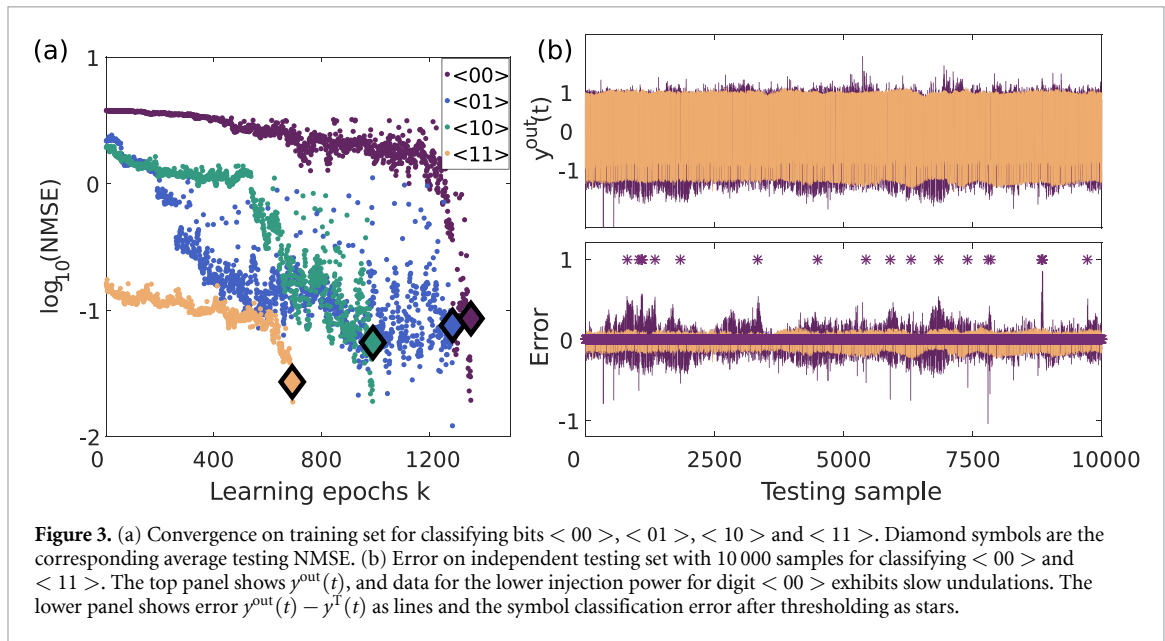 (a)
1
0
-1
-2
log10(NMSE)
<00>
<01>
<10>
<11>
0 400 800 1200
Learning epochs k
(b)
1
0
-1
y^out(t)
1
0
-1
Error
0 2500 5000 7500 10000
Testing sample
Figure 3. (a) Convergence on training set for classifying bits < 00 >, < 01 >, < 10 > and < 11 >. Diamond symbols are the
corresponding average testing NMSE. (b) Error on independent testing set with 10 000 samples for classifying < 00 > and
< 11 >. The top panel shows y^out(t), and data for the lower injection power for digit < 00 > exhibits slow undulations. The
lower panel shows error y^out(t) − y^T(t) as lines and the symbol classification error after thresholding as stars.